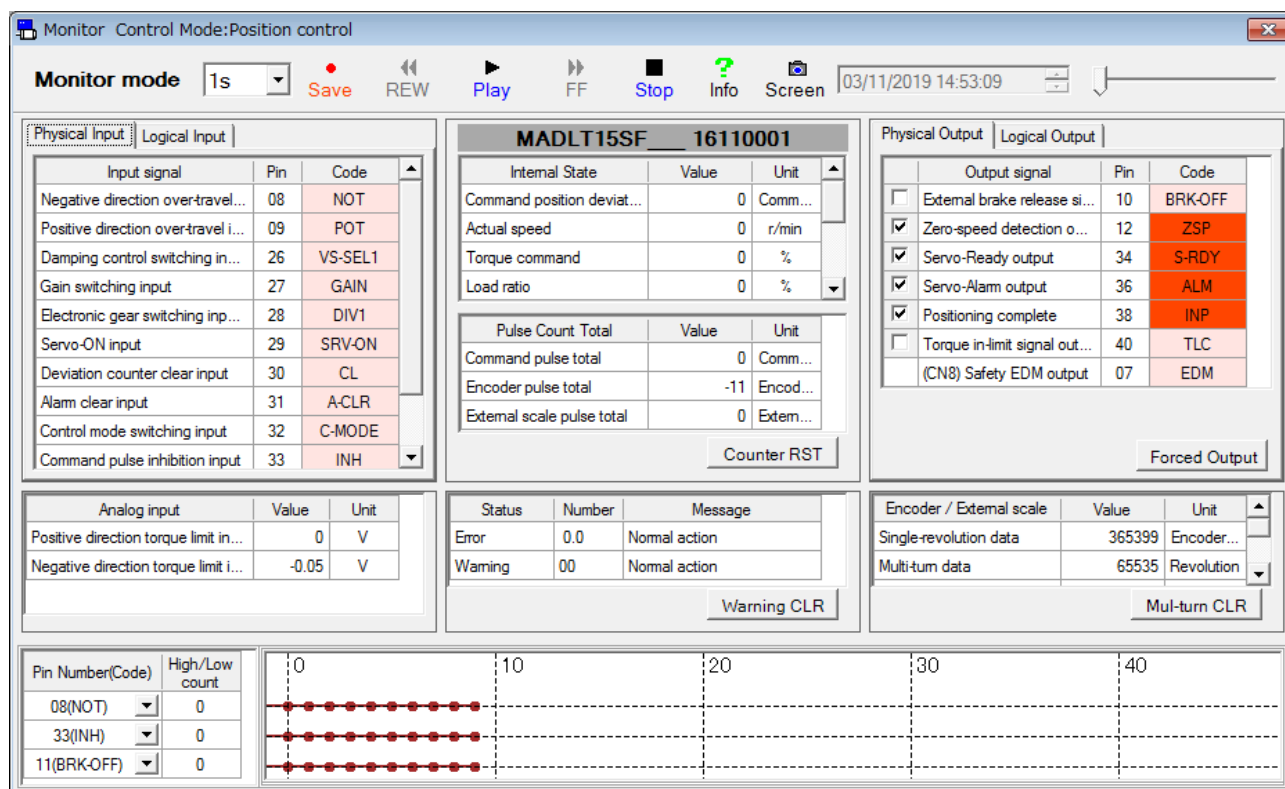 Monitor Control Mode:Position control
Monitor mode 1s Save REW Play FF Stop Info Screen 03/11/2019 14:53:09
Physical Input Logical Input
Input signal Pin Code
Negative direction over-travel... 08 NOT
Positive direction over-travel i... 09 POT
Damping control switching in... 26 VS-SEL1
Gain switching input 27 GAIN
Electronic gear switching inp... 28 DIV1
Servo-ON input 29 SRV-ON
Deviation counter clear input 30 CL
Alarm clear input 31 A-CLR
Control mode switching input 32 C-MODE
Command pulse inhibition input 33 INH
MADLT15SF___ 16110001
Internal State Value Unit
Command position deviat... 0 Comm...
Actual speed 0 r/min
Torque command 0 %
Load ratio 0 %
Pulse Count Total Value Unit
Command pulse total 0 Comm...
Encoder pulse total -11 Encod...
External scale pulse total 0 Extern...
Counter RST
Physical Output Logical Output
Output signal Pin Code
External brake release si... 10 BRK-OFF
Zero-speed detection o... 12 ZSP
Servo-Ready output 34 S-RDY
Servo-Alarm output 36 ALM
Positioning complete 38 INP
Torque in-limit signal out... 40 TLC
(CN8) Safety EDM output 07 EDM
Forced Output
Analog input Value Unit
Positive direction torque limit in... 0 V
Negative direction torque limit i... -0.05 V
Status Number Message
Error 0.0 Normal action
Warning 00 Normal action
Warning CLR
Encoder / External scale Value Unit
Single-revolution data 365399 Encoder...
Multi-turn data 65535 Revolution
Mul-turn CLR
Pin Number(Code) High/Low
count
08(NOT) 0
33(INH) 0
11(BRK-OFF) 0
0 10 20 30 40